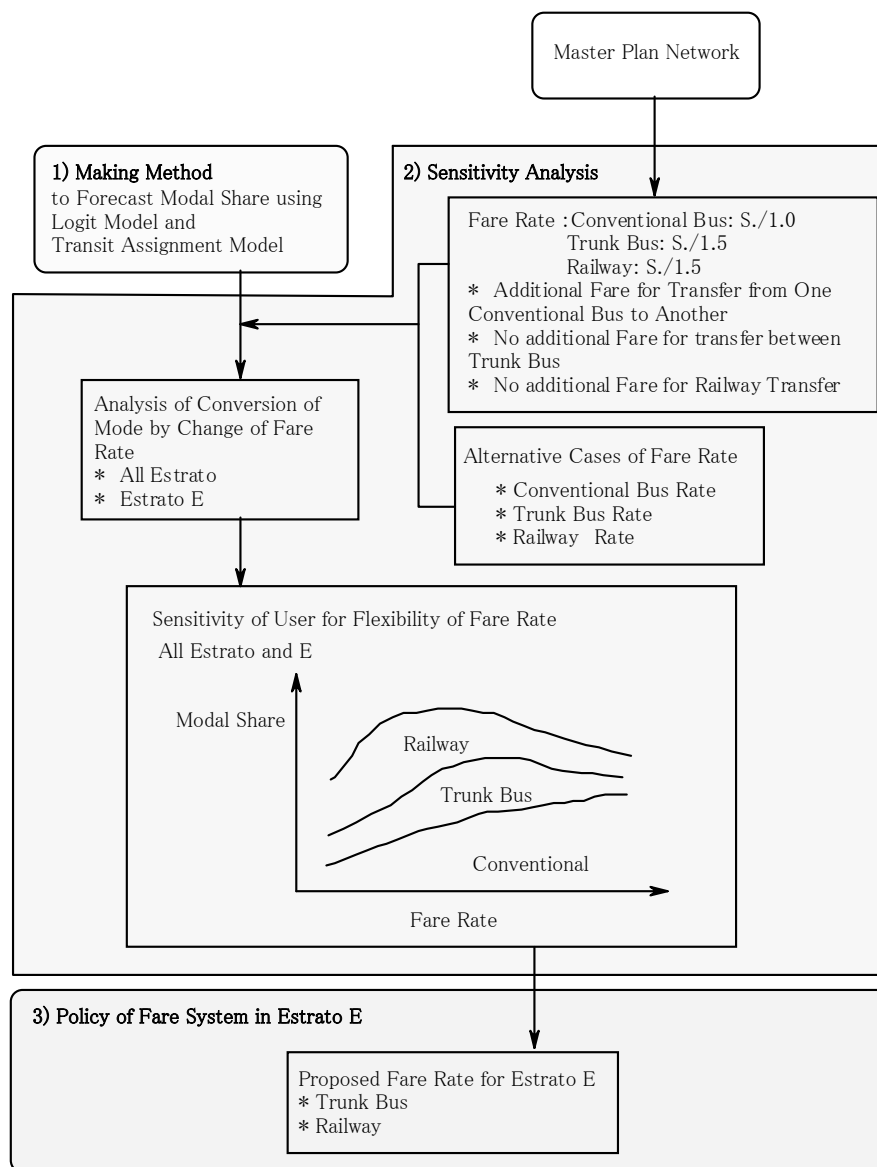 Master Plan Network
1) Making Method
to Forecast Modal Share using
Logit Model and
Transit Assignment Model
2) Sensitivity Analysis
Fare Rate :Conventional Bus: S./1.0
Trunk Bus: S./1.5
Railway: S./1.5
* Additional Fare for Transfer from One
Conventional Bus to Another
* No additional Fare for transfer between
Trunk Bus
* No additional Fare for Railway Transfer
Analysis of Conversion of
Mode by Change of Fare
Rate
* All Estrato
* Estrato E
Alternative Cases of Fare Rate
* Conventional Bus Rate
* Trunk Bus Rate
* Railway Rate
Sensitivity of User for Flexibility of Fare Rate
All Estrato and E
Modal Share
Railway
Trunk Bus
Conventional
Fare Rate
3) Policy of Fare System in Estrato E
Proposed Fare Rate for Estrato E
* Trunk Bus
* Railway